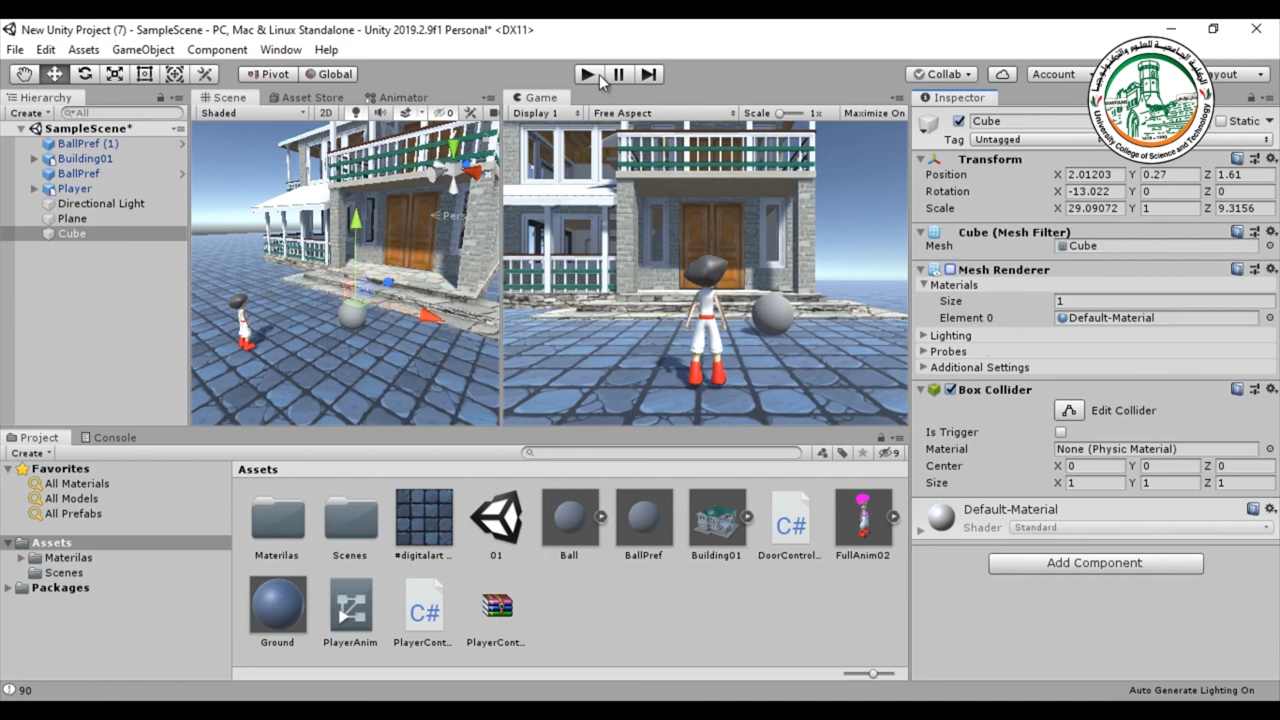 New Unity Project (7) - SampleScene - PC, Mac & Linux Standalone - Unity 2019.2.9f1 Personal* <DX11>
File Edit Assets GameObject Component Window Help
Pivot Global Collab Account
Hierarchy Scene Asset Store Animator Game Inspector
Create All Shaded 2D 0 Display 1 Free Aspect Scale 1x Maximize On
SampleScene*
BallPref (1)
Building01
BallPref
Player
Directional Light
Plane
Cube
Persp
Cube Static
Tag Untagged
Transform
Position X 2.01203 Y 0.27 Z 1.61
Rotation X -13.022 Y 0 Z 0
Scale X 29.09072 Y 1 Z 9.3156
Cube (Mesh Filter)
Mesh Cube
Mesh Renderer
Materials
Size 1
Element 0 Default-Material
Lighting
Probes
Additional Settings
Box Collider
Edit Collider
Is Trigger
Material None (Physic Material)
Center X 0 Y 0 Z 0
Size X 1 Y 1 Z 1
Default-Material
Shader Standard
Add Component
Project Console
Create 9
Favorites
All Materials
All Models
All Prefabs
Assets
Materilas
Scenes
Packages
Assets
Materilas Scenes #digitalart ... 01 Ball BallPref Building01 DoorControl... FullAnim02
Ground PlayerAnim PlayerCont... PlayerCont...
90
Auto Generate Lighting On
الكلية الجامعية للعلوم والتكنولوجيا
University College of Science and Technology